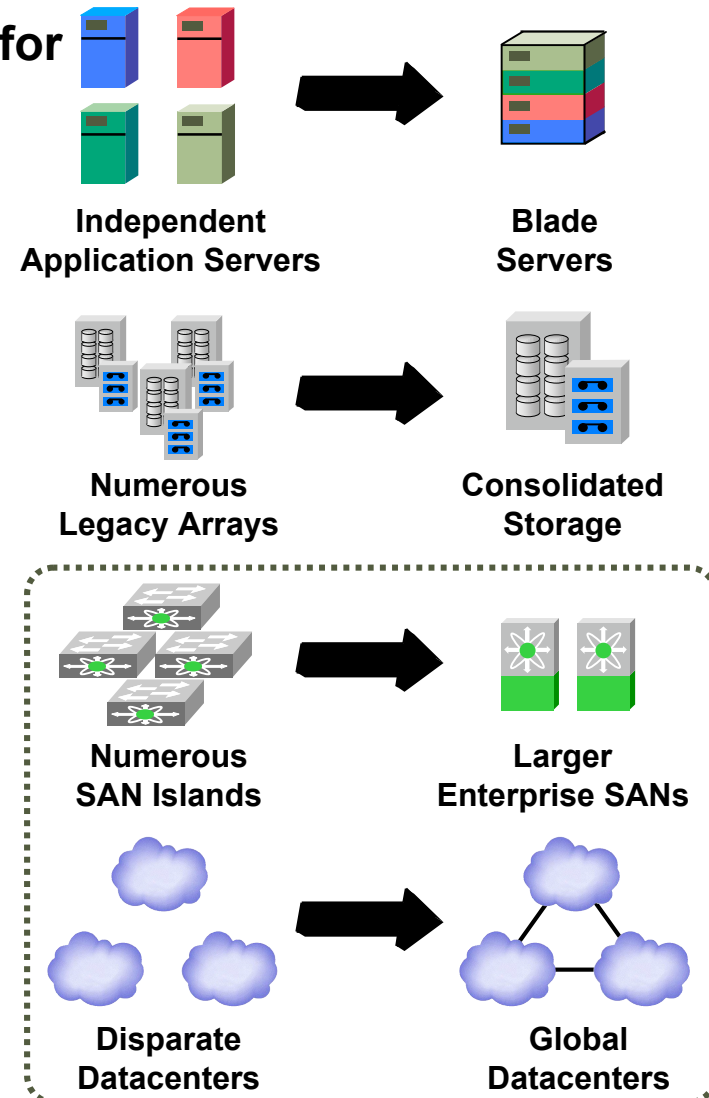 for
Independent
Application Servers
Blade
Servers
Numerous
Legacy Arrays
Consolidated
Storage
Numerous
SAN Islands
Larger
Enterprise SANs
Disparate
Datacenters
Global
Datacenters